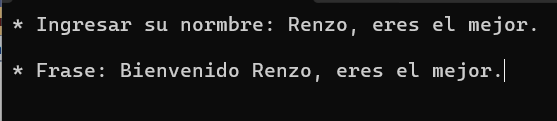 * Ingresar su normbre: Renzo, eres el mejor.
* Frase: Bienvenido Renzo, eres el mejor.